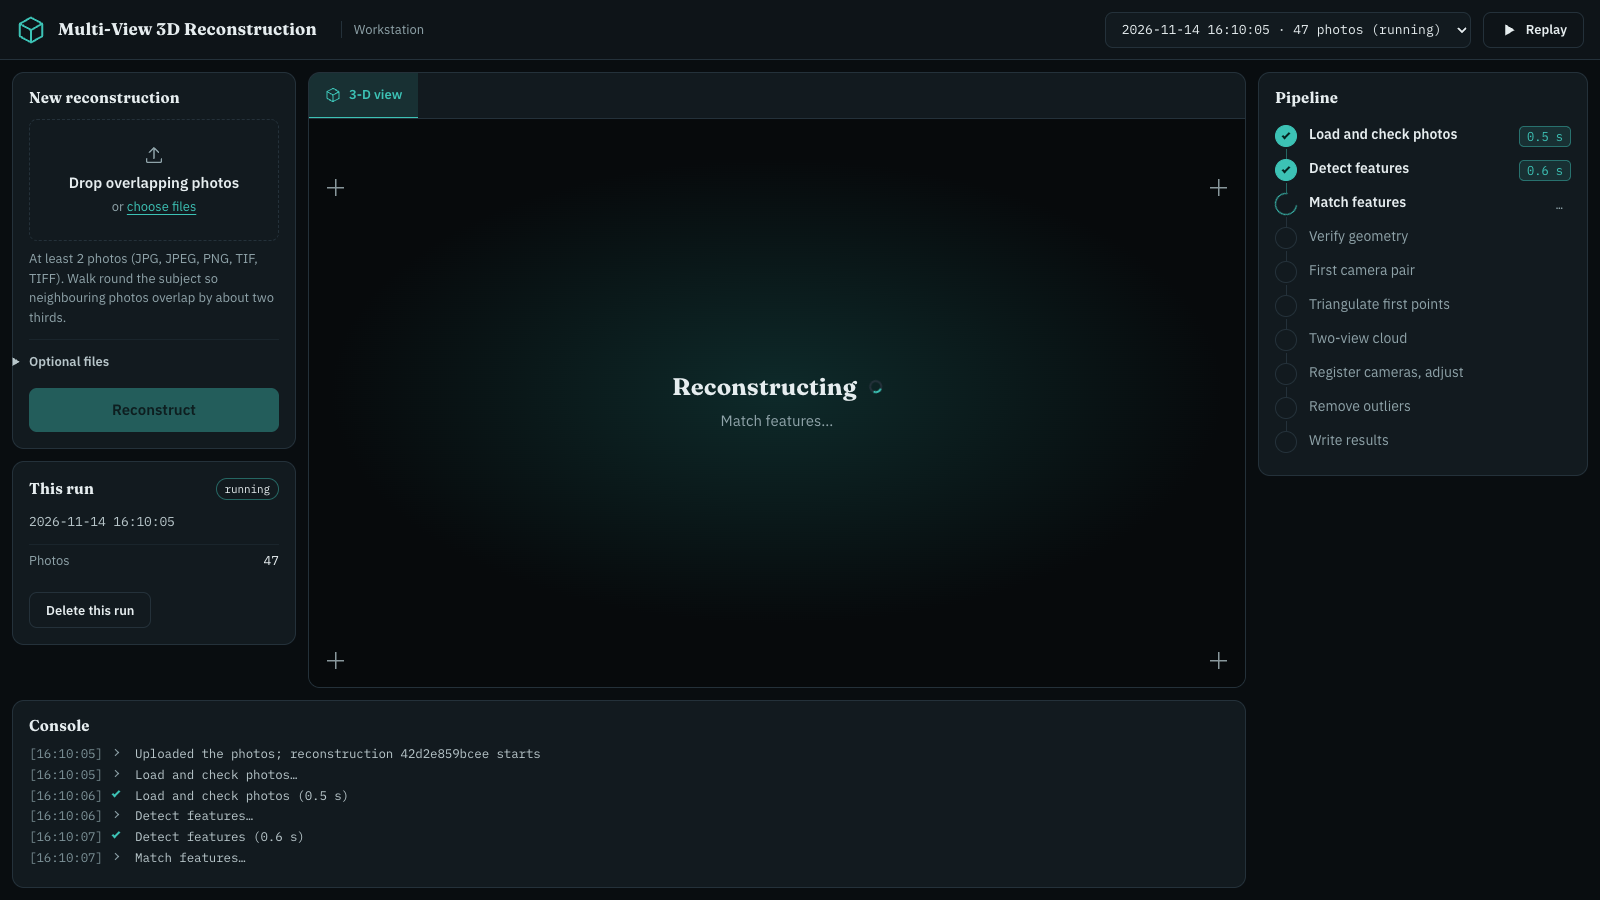 Multi-View 3D Reconstruction
Workstation
2026-11-14 16:10:05 · 47 photos (running)
Replay
New reconstruction
Drop overlapping photos
or choose files
At least 2 photos (JPG, JPEG, PNG, TIF,
TIFF). Walk round the subject so
neighbouring photos overlap by about two
thirds.
Optional files
Reconstruct
This run
running
2026-11-14 16:10:05
Photos 47
Delete this run
3-D view
Reconstructing
Match features…
Pipeline
Load and check photos 0.5 s
Detect features 0.6 s
Match features …
Verify geometry
First camera pair
Triangulate first points
Two-view cloud
Register cameras, adjust
Remove outliers
Write results
Console
[16:10:05] › Uploaded the photos; reconstruction 42d2e859bcee starts
[16:10:05] › Load and check photos…
[16:10:06] ✔ Load and check photos (0.5 s)
[16:10:06] › Detect features…
[16:10:07] ✔ Detect features (0.6 s)
[16:10:07] › Match features…